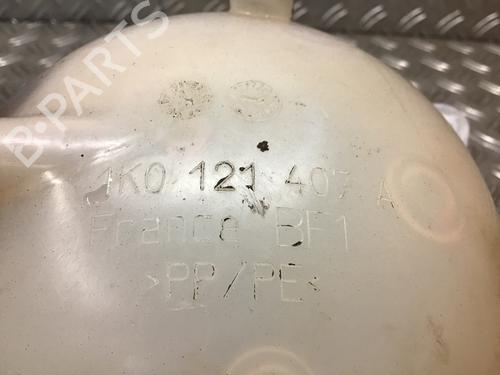 B-PARTS
1K0 121 407 A
France BF1
>PP/PE<